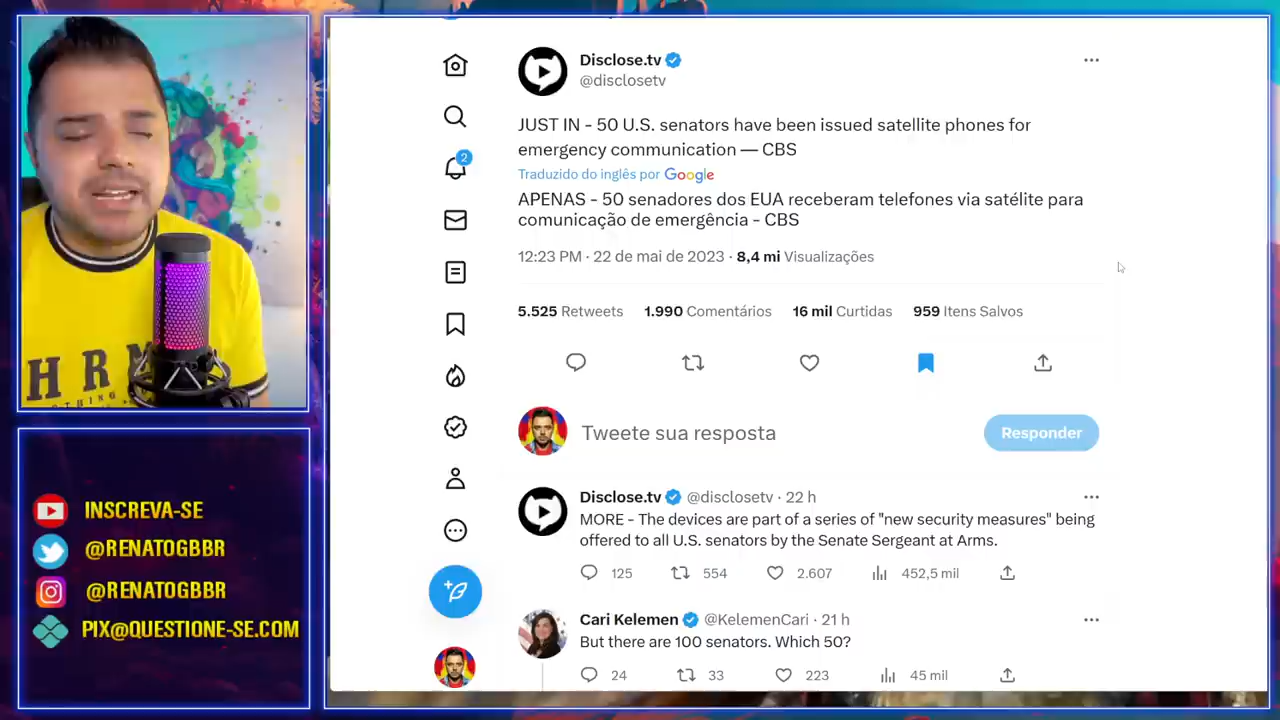 Disclose.tv
@disclosetv
JUST IN - 50 U.S. senators have been issued satellite phones for
emergency communication — CBS
Traduzido do inglês por Google
APENAS - 50 senadores dos EUA receberam telefones via satélite para
comunicação de emergência - CBS
12:23 PM · 22 de mai de 2023 · 8,4 mi Visualizações
5.525 Retweets 1.990 Comentários 16 mil Curtidas 959 Itens Salvos
2
Tweete sua resposta
Responder
Disclose.tv @disclosetv · 22 h
MORE - The devices are part of a series of "new security measures" being
offered to all U.S. senators by the Senate Sergeant at Arms.
125 554 2.607 452,5 mil
Cari Kelemen @KelemenCari · 21 h
But there are 100 senators. Which 50?
24 33 223 45 mil
HRM
INSCREVA-SE
@RENATOGBBR
@RENATOGBBR
PIX@QUESTIONE-SE.COM